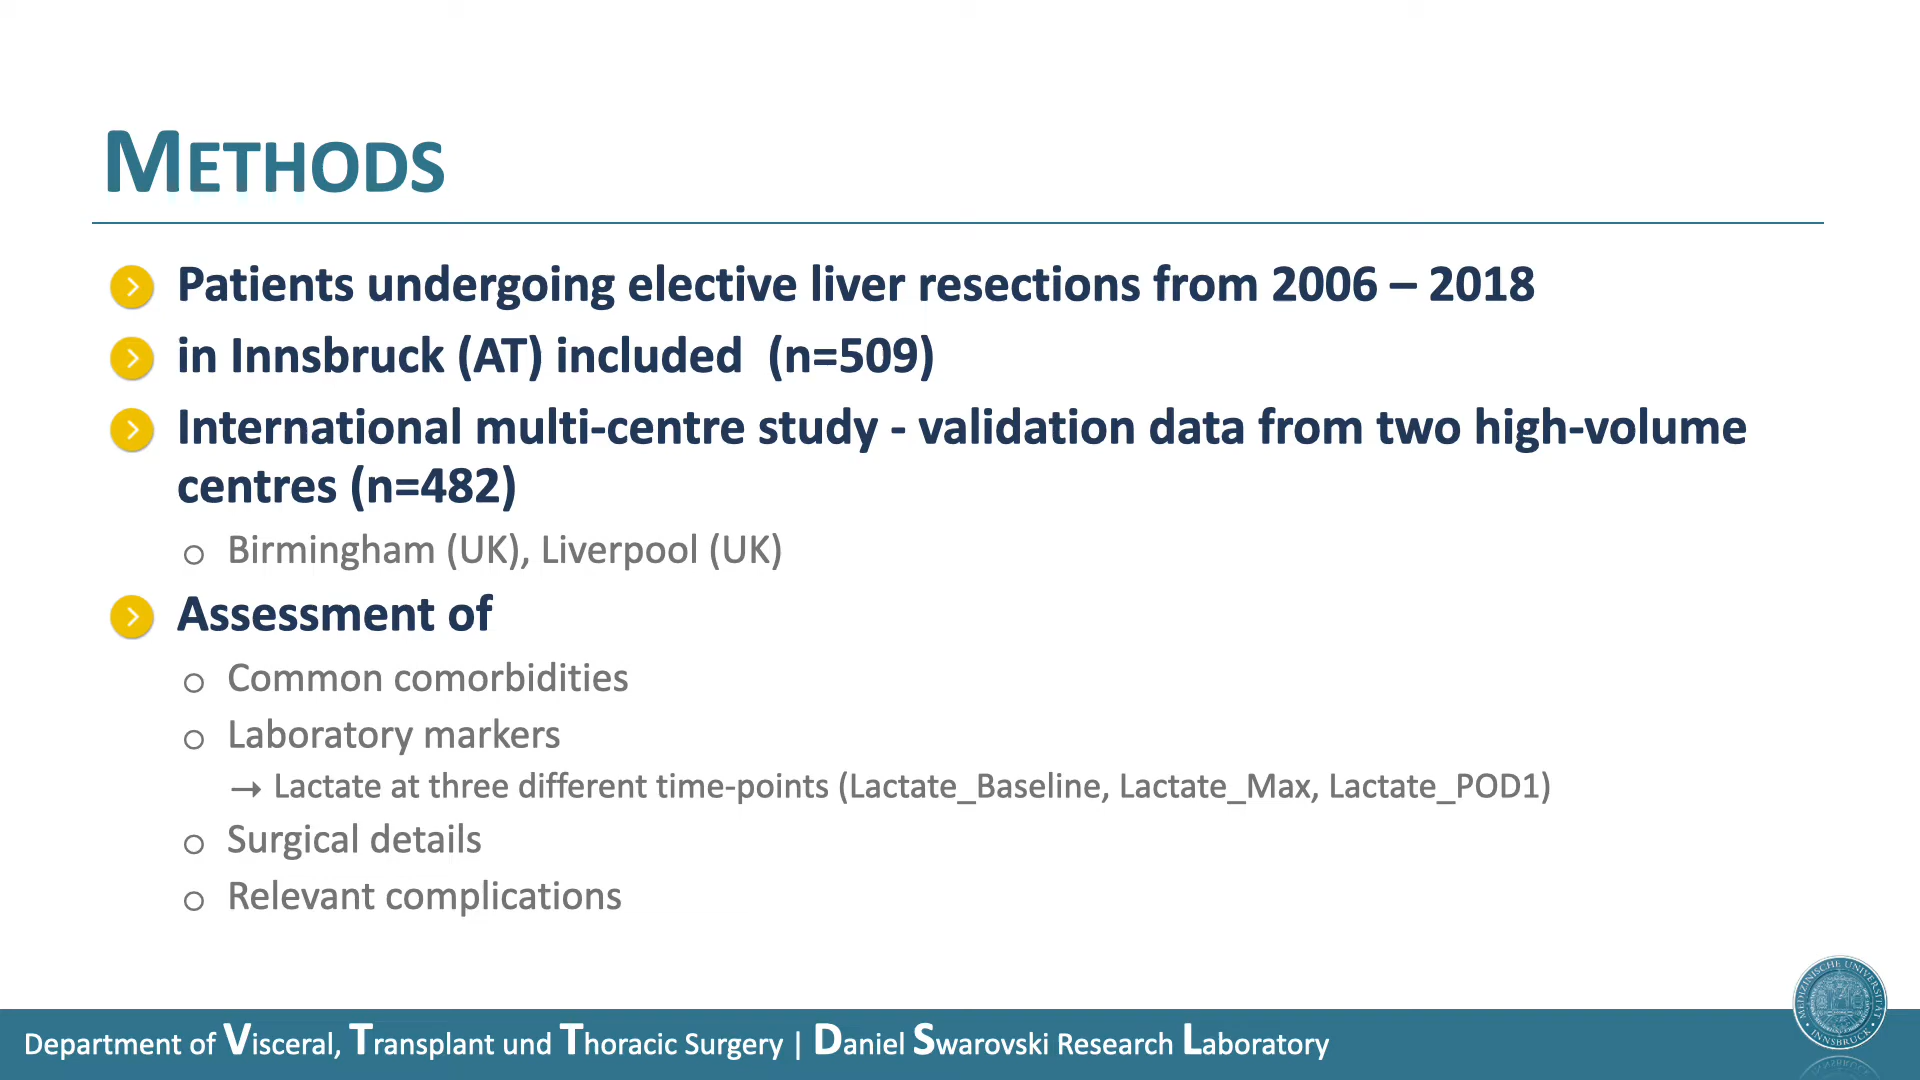 METHODS
Patients undergoing elective liver resections from 2006 – 2018
in Innsbruck (AT) included (n=509)
International multi-centre study - validation data from two high-volume
centres (n=482)
Birmingham (UK), Liverpool (UK)
Assessment of
Common comorbidities
Laboratory markers
→ Lactate at three different time-points (Lactate_Baseline, Lactate_Max, Lactate_POD1)
Surgical details
Relevant complications
MEDIZINISCHE UNIVERSITÄT INNSBRUCK
Department of Visceral, Transplant und Thoracic Surgery | Daniel Swarovski Research Laboratory